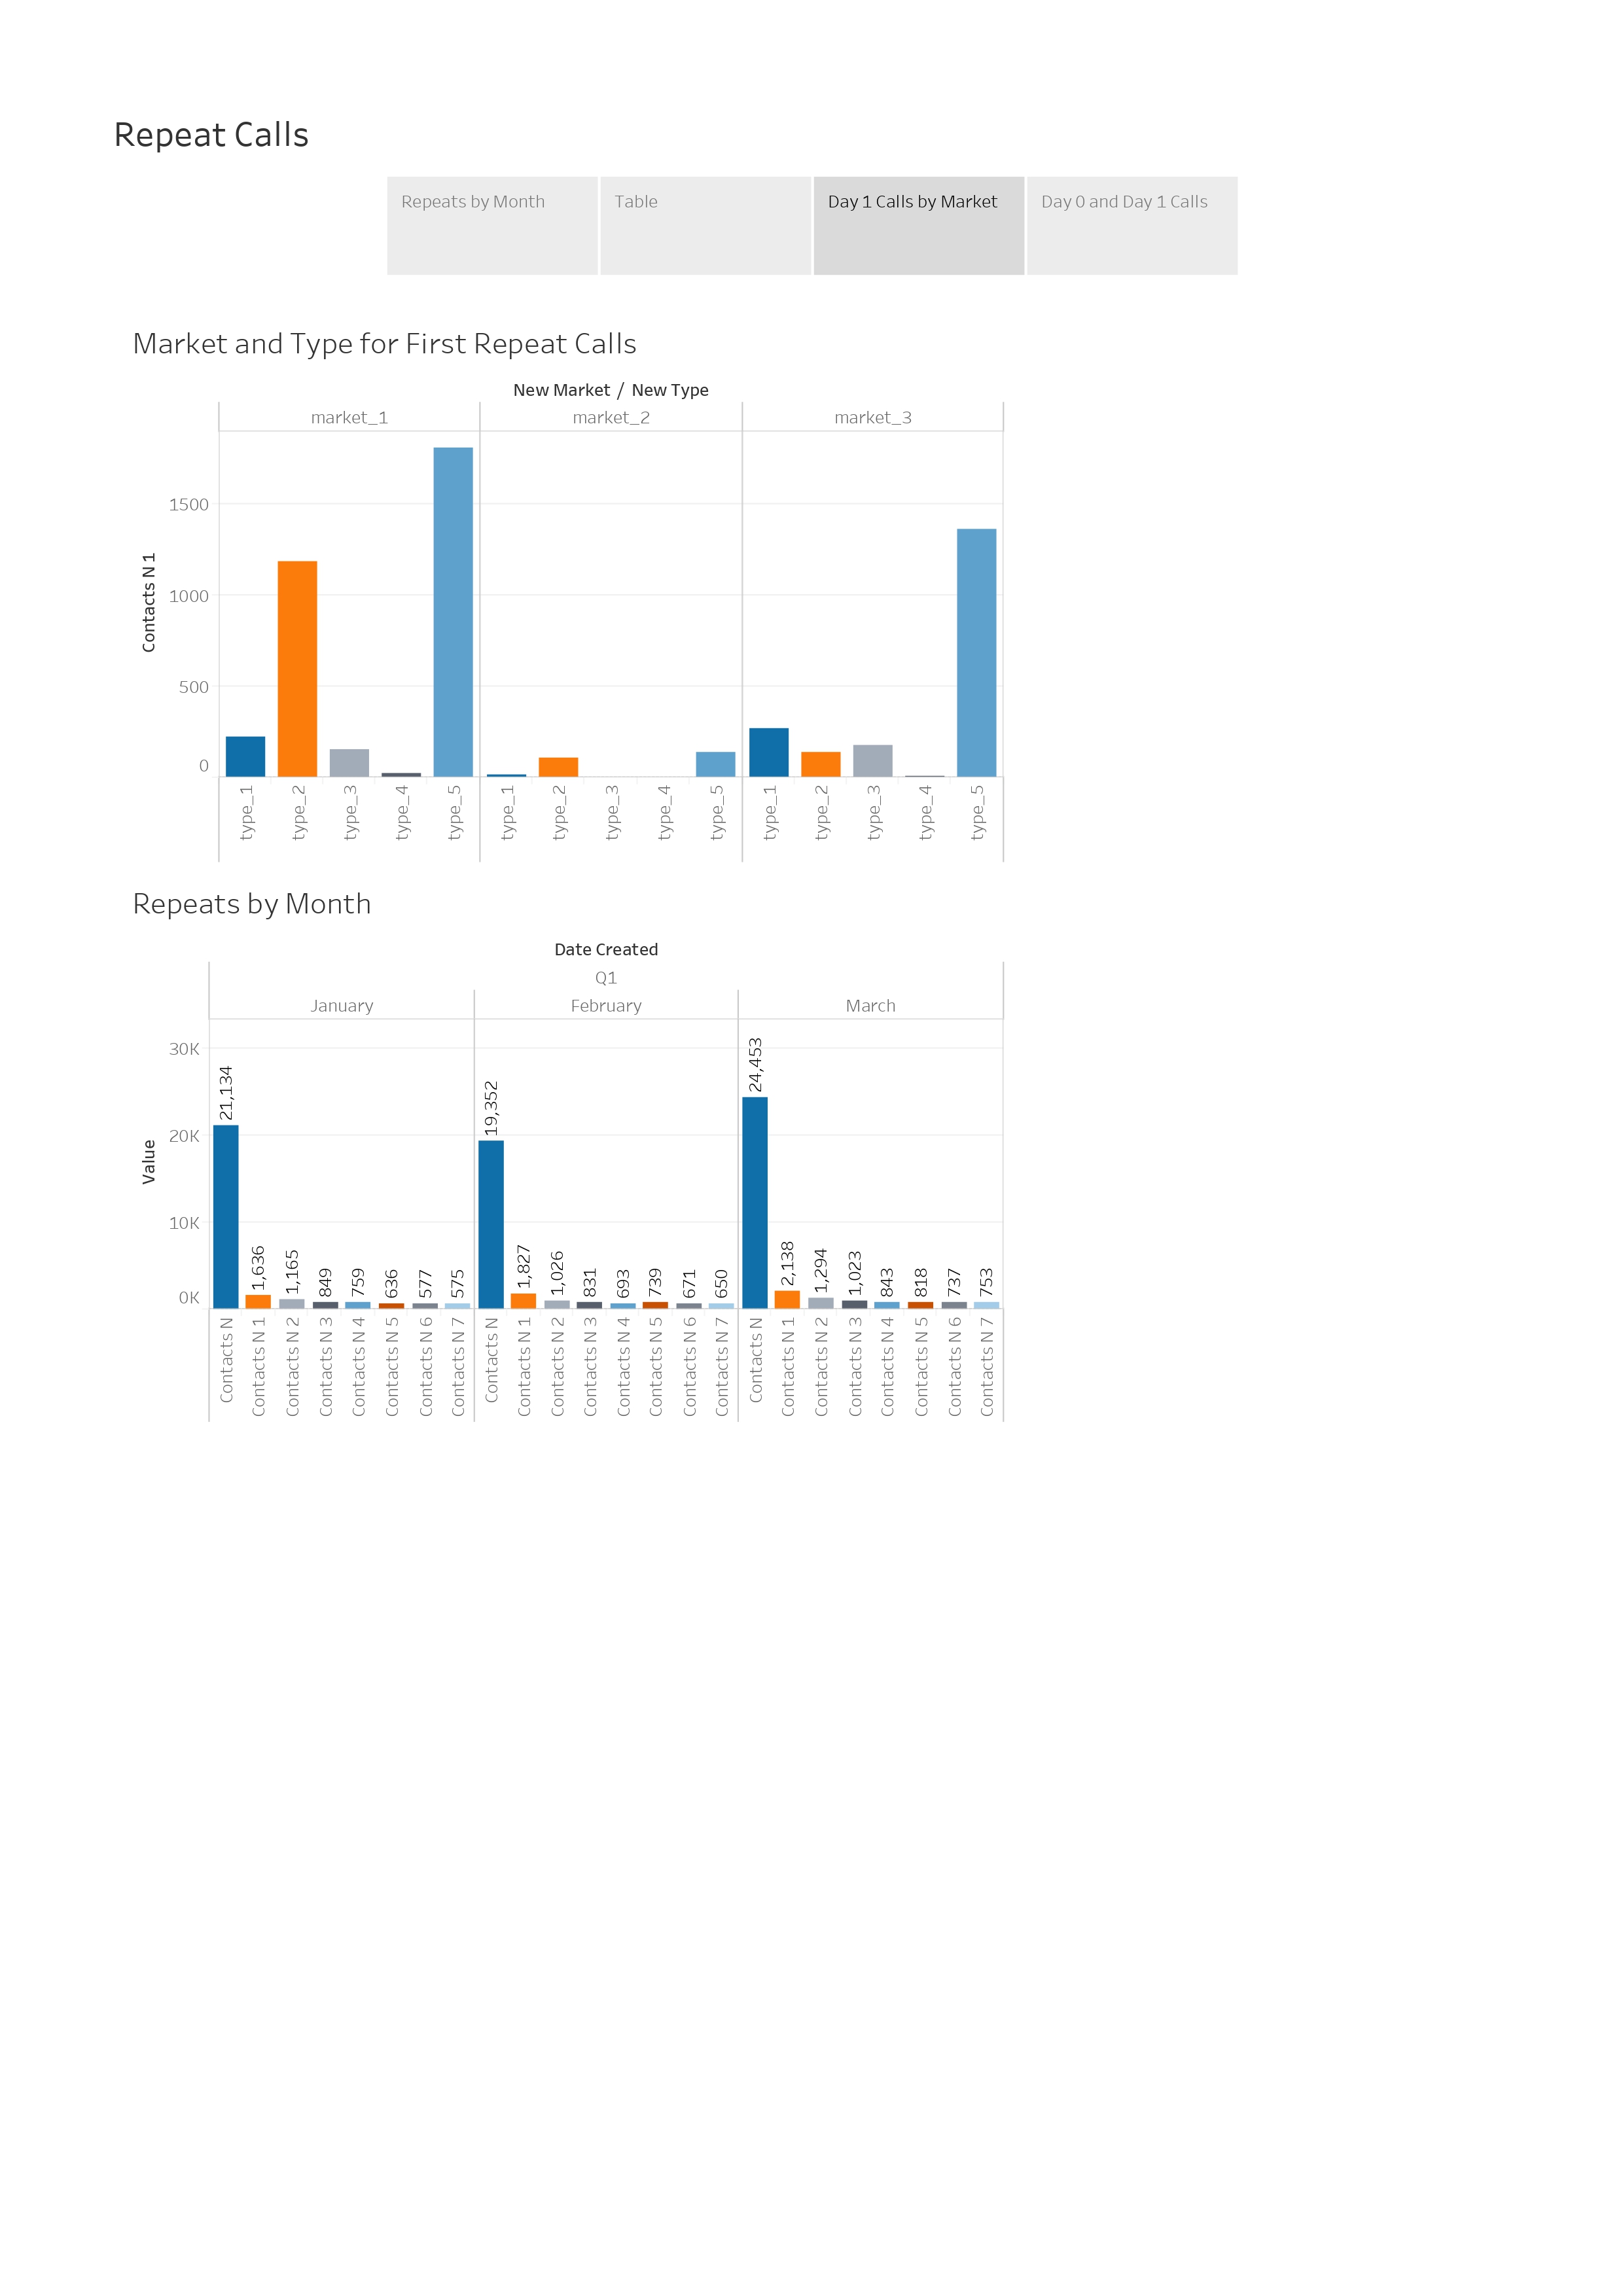 Repeat Calls
Repeats by Month
Table
Day 1 Calls by Market
Day 0 and Day 1 Calls
Market and Type for First Repeat Calls
New Market / New Type
market_1
market_2
market_3
Contacts N 1
1500
1000
500
0
type_1
type_2
type_3
type_4
type_5
type_1
type_2
type_3
type_4
type_5
type_1
type_2
type_3
type_4
type_5
Repeats by Month
Date Created
Q1
January
February
March
Value
30K
20K
10K
0K
21,134
1,636
1,165
849
759
636
577
575
19,352
1,827
1,026
831
693
739
671
650
24,453
2,138
1,294
1,023
843
818
737
753
Contacts N
Contacts N 1
Contacts N 2
Contacts N 3
Contacts N 4
Contacts N 5
Contacts N 6
Contacts N 7
Contacts N
Contacts N 1
Contacts N 2
Contacts N 3
Contacts N 4
Contacts N 5
Contacts N 6
Contacts N 7
Contacts N
Contacts N 1
Contacts N 2
Contacts N 3
Contacts N 4
Contacts N 5
Contacts N 6
Contacts N 7